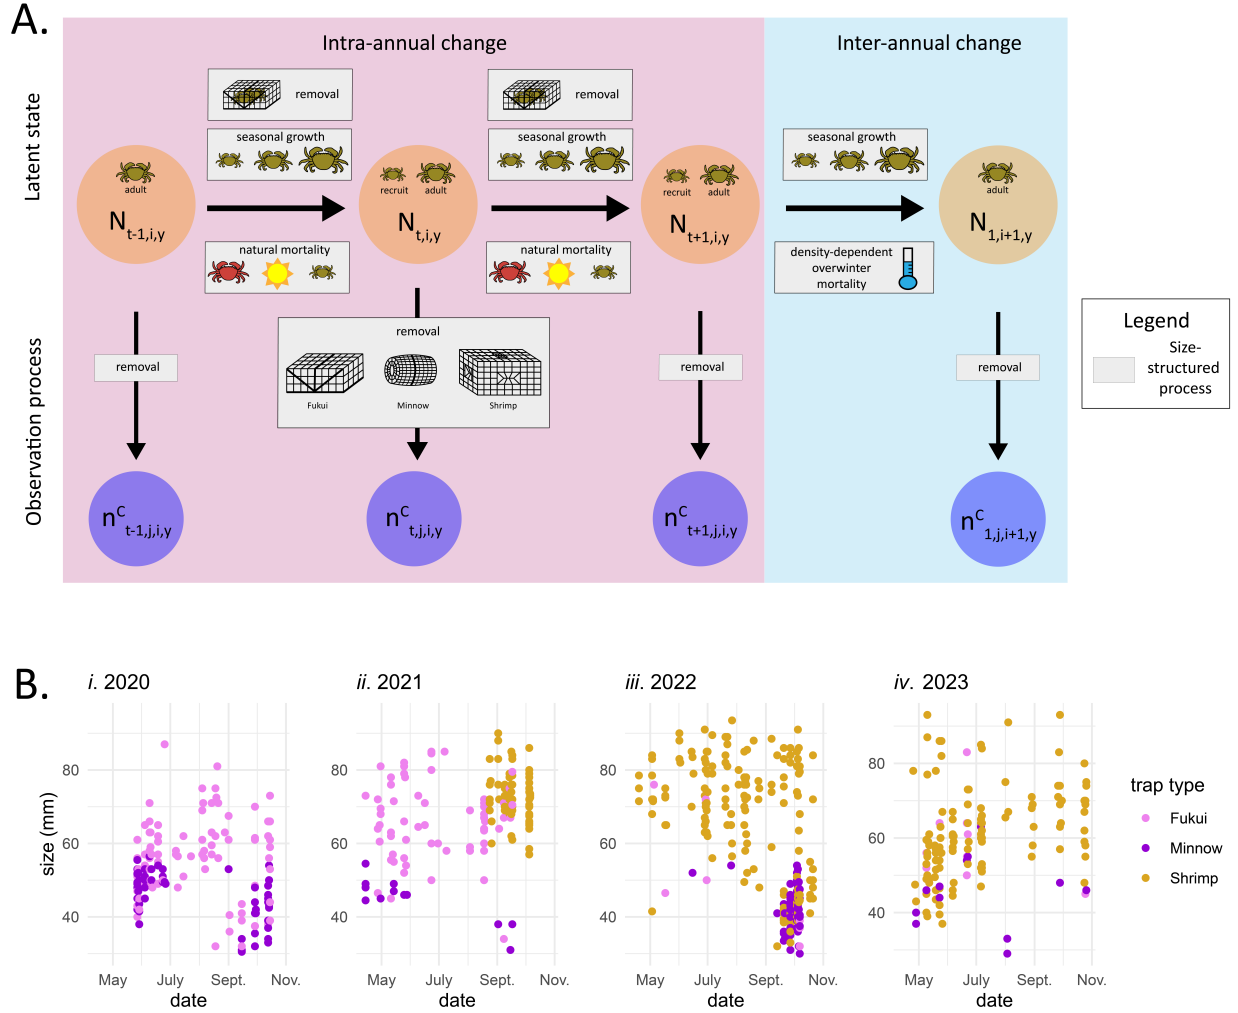 A.
Intra-annual change
Inter-annual change
Latent state
Observation process
removal
removal
seasonal growth
seasonal growth
seasonal growth
adult
recruit
adult
recruit
adult
adult
N t-1,i,y
N t,i,y
N t+1,i,y
N 1,i+1,y
natural mortality
natural mortality
density-dependent
overwinter
mortality
removal
Fukui
Minnow
Shrimp
removal
removal
removal
Legend
Size-
structured
process
nC t-1,j,i,y
nC t,j,i,y
nC t+1,j,i,y
nC 1,j,i+1,y
B.
i. 2020
ii. 2021
iii. 2022
iv. 2023
size (mm)
80
60
40
May July Sept. Nov.
date
80
60
40
May July Sept. Nov.
date
80
60
40
May July Sept. Nov.
date
80
60
40
May July Sept. Nov.
date
trap type
Fukui
Minnow
Shrimp